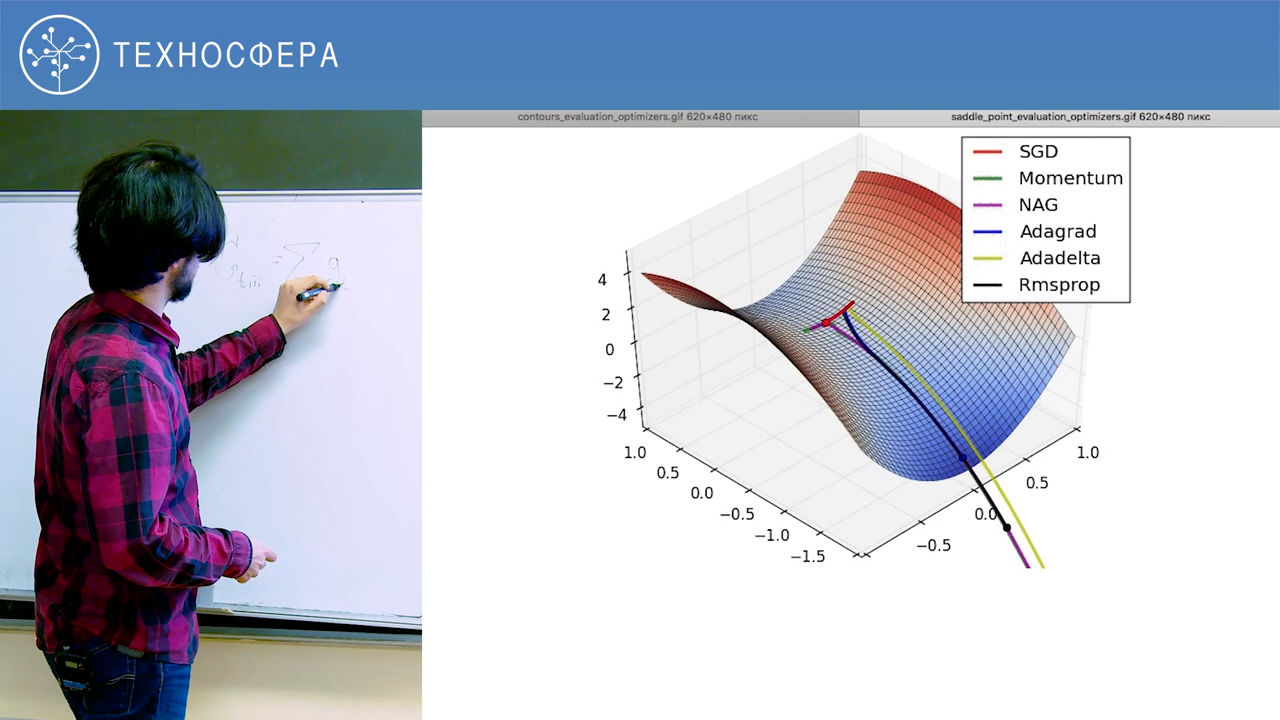 ТЕХНОСФЕРА
contours_evaluation_optimizers.gif 620×480 пикс
saddle_point_evaluation_optimizers.gif 620×480 пикс
SGD
Momentum
NAG
Adagrad
Adadelta
Rmsprop
4
2
0
−2
−4
1.0
0.5
0.0
−0.5
−1.0
−1.5
−0.5
0.0
0.5
1.0